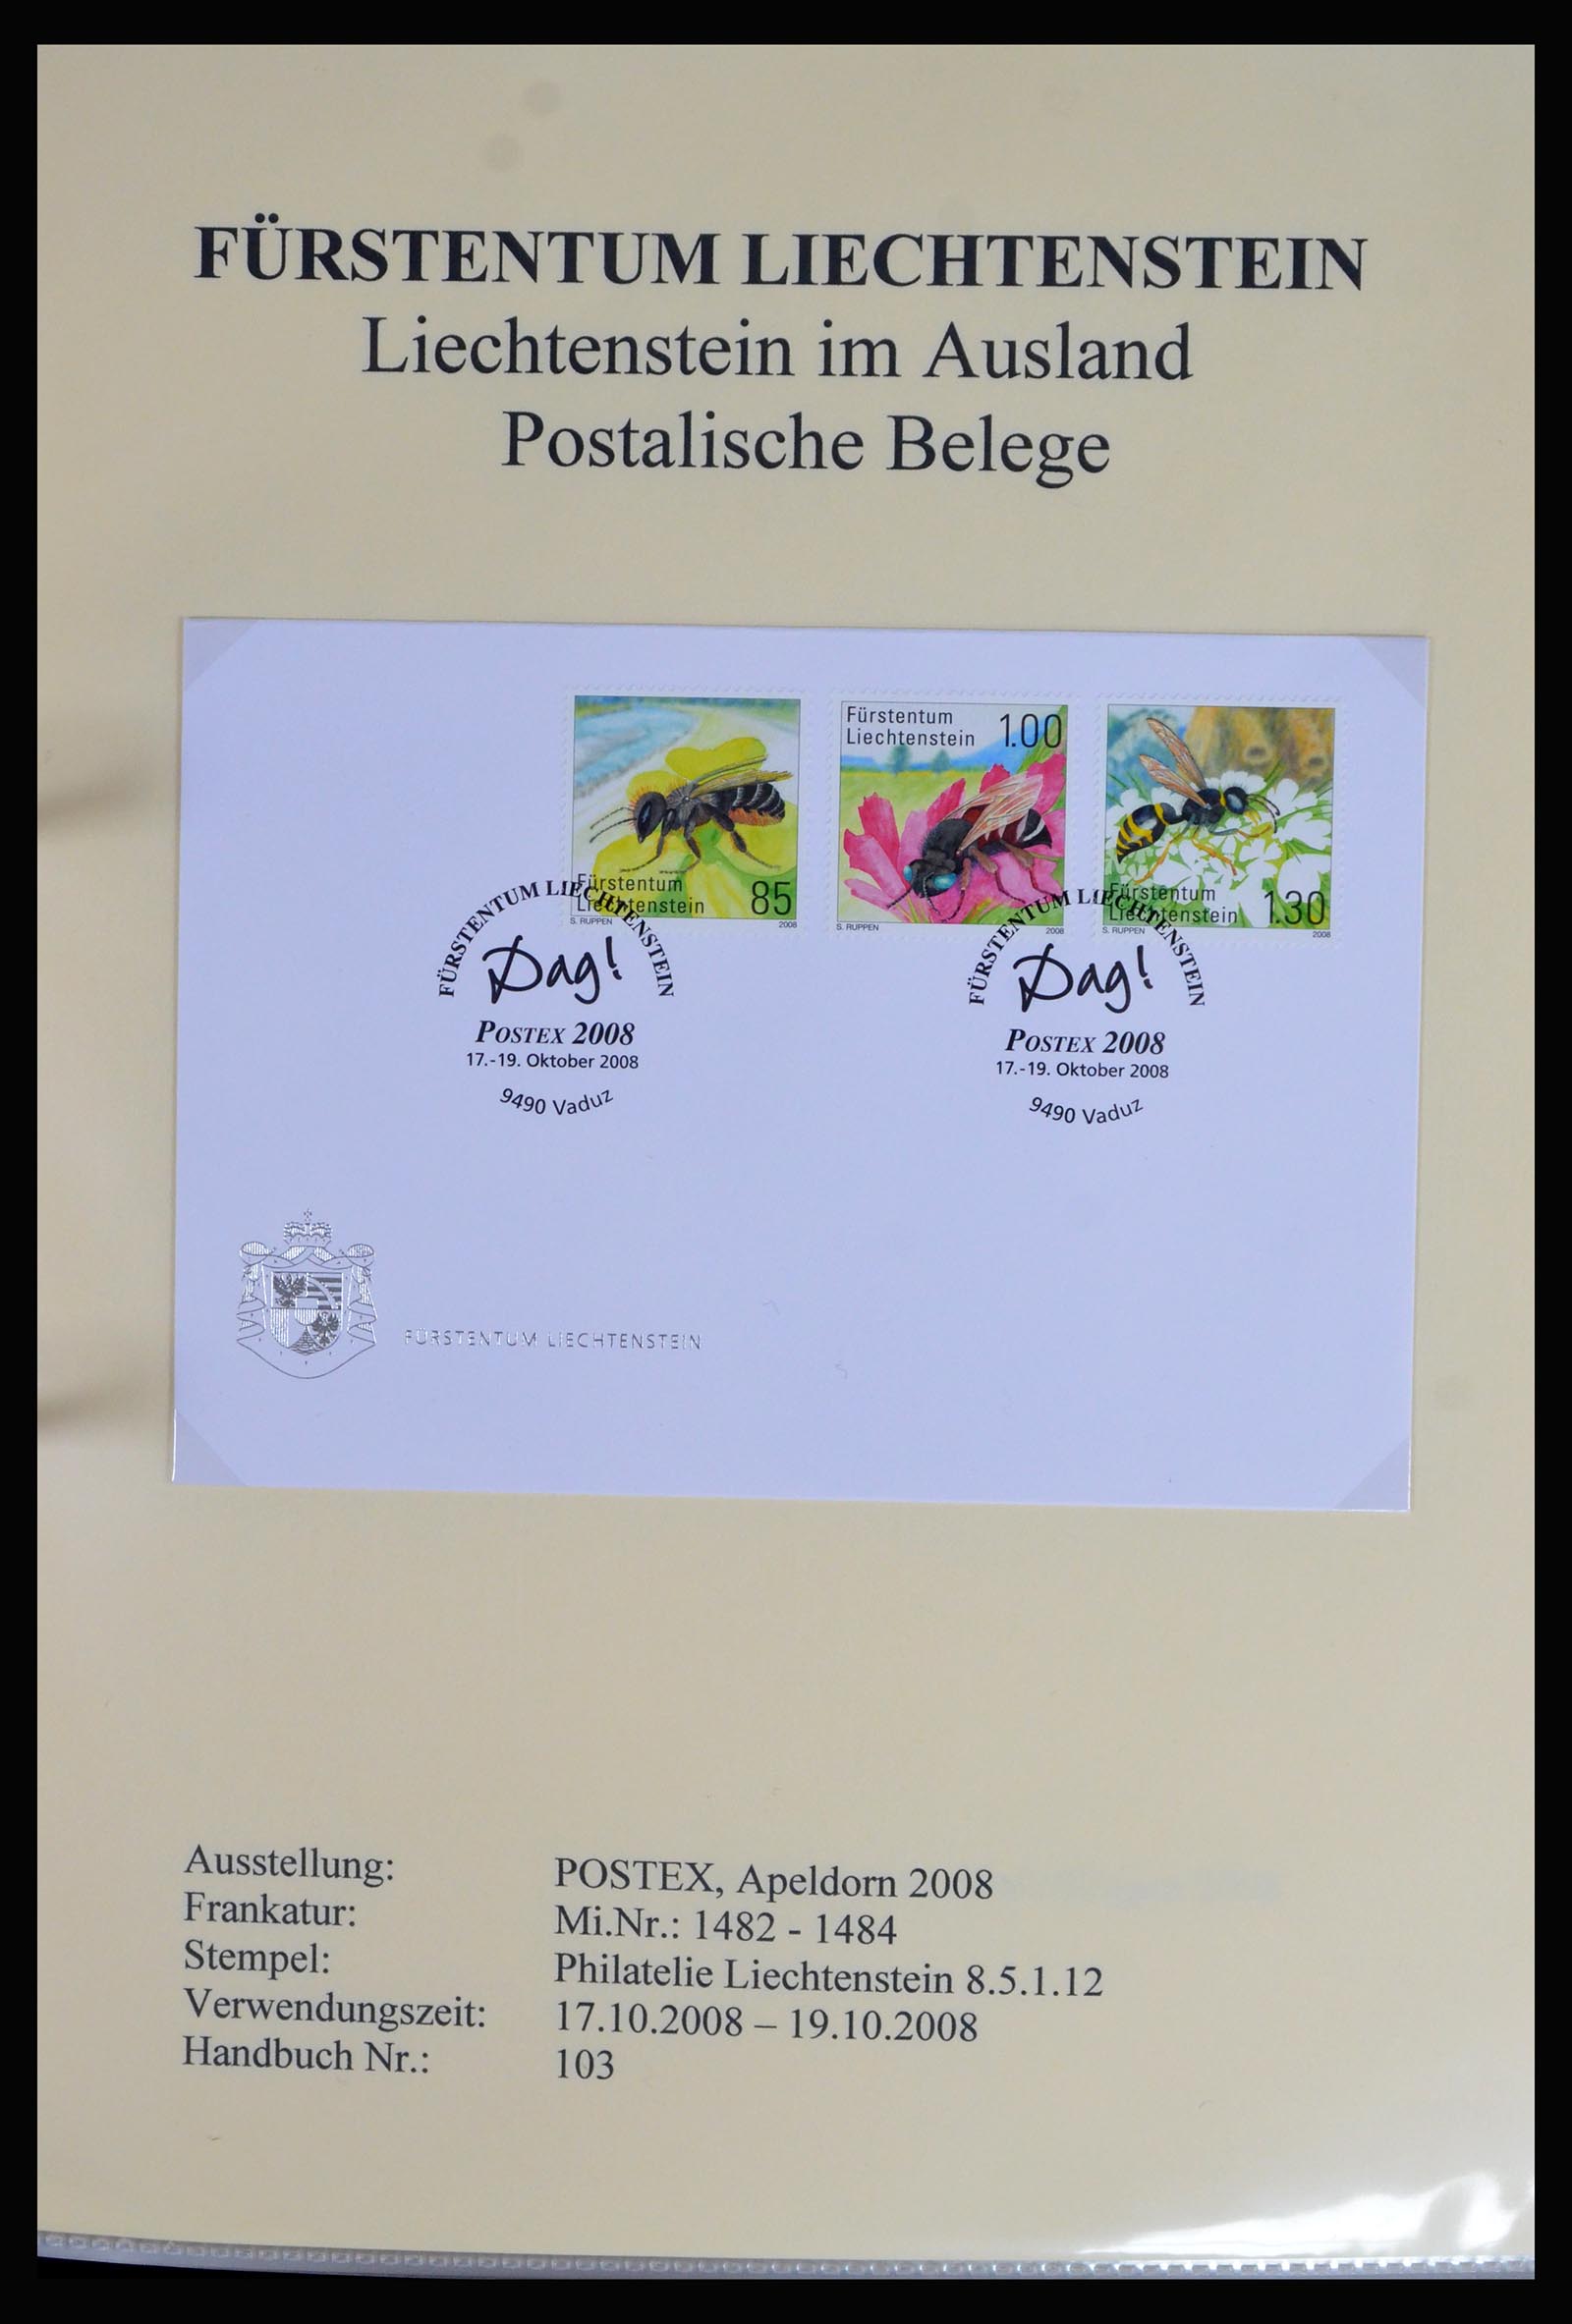 FÜRSTENTUM LIECHTENSTEIN
Liechtenstein im Ausland
Postalische Belege
Fürstentum
Liechtenstein 85
S. RUPPEN 2008
Fürstentum
Liechtenstein 1.00
S. RUPPEN 2008
Fürstentum
Liechtenstein 1.30
S. RUPPEN 2008
FÜRSTENTUM LIECHTENSTEIN
Dag!
POSTEX 2008
17.-19. Oktober 2008
9490 Vaduz
FÜRSTENTUM LIECHTENSTEIN
Dag!
POSTEX 2008
17.-19. Oktober 2008
9490 Vaduz
FÜRSTENTUM LIECHTENSTEIN
Ausstellung: POSTEX, Apeldorn 2008
Frankatur: Mi.Nr.: 1482 - 1484
Stempel: Philatelie Liechtenstein 8.5.1.12
Verwendungszeit: 17.10.2008 – 19.10.2008
Handbuch Nr.: 103